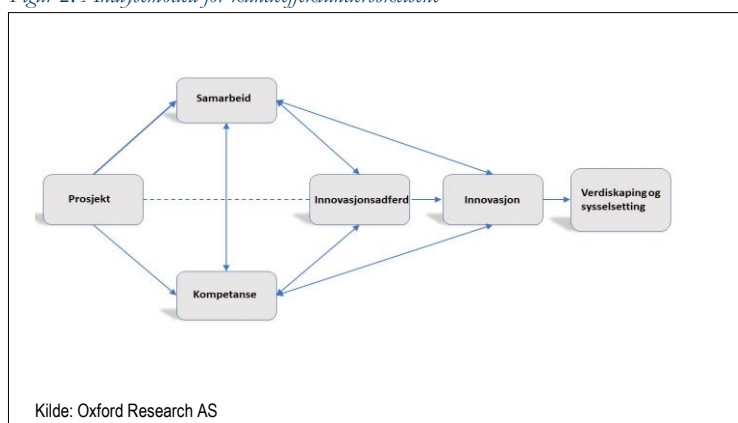 Samarbeid
Prosjekt
Innovasjonsadferd
Innovasjon
Verdiskaping og
sysselsetting
Kompetanse
Kilde: Oxford Research AS